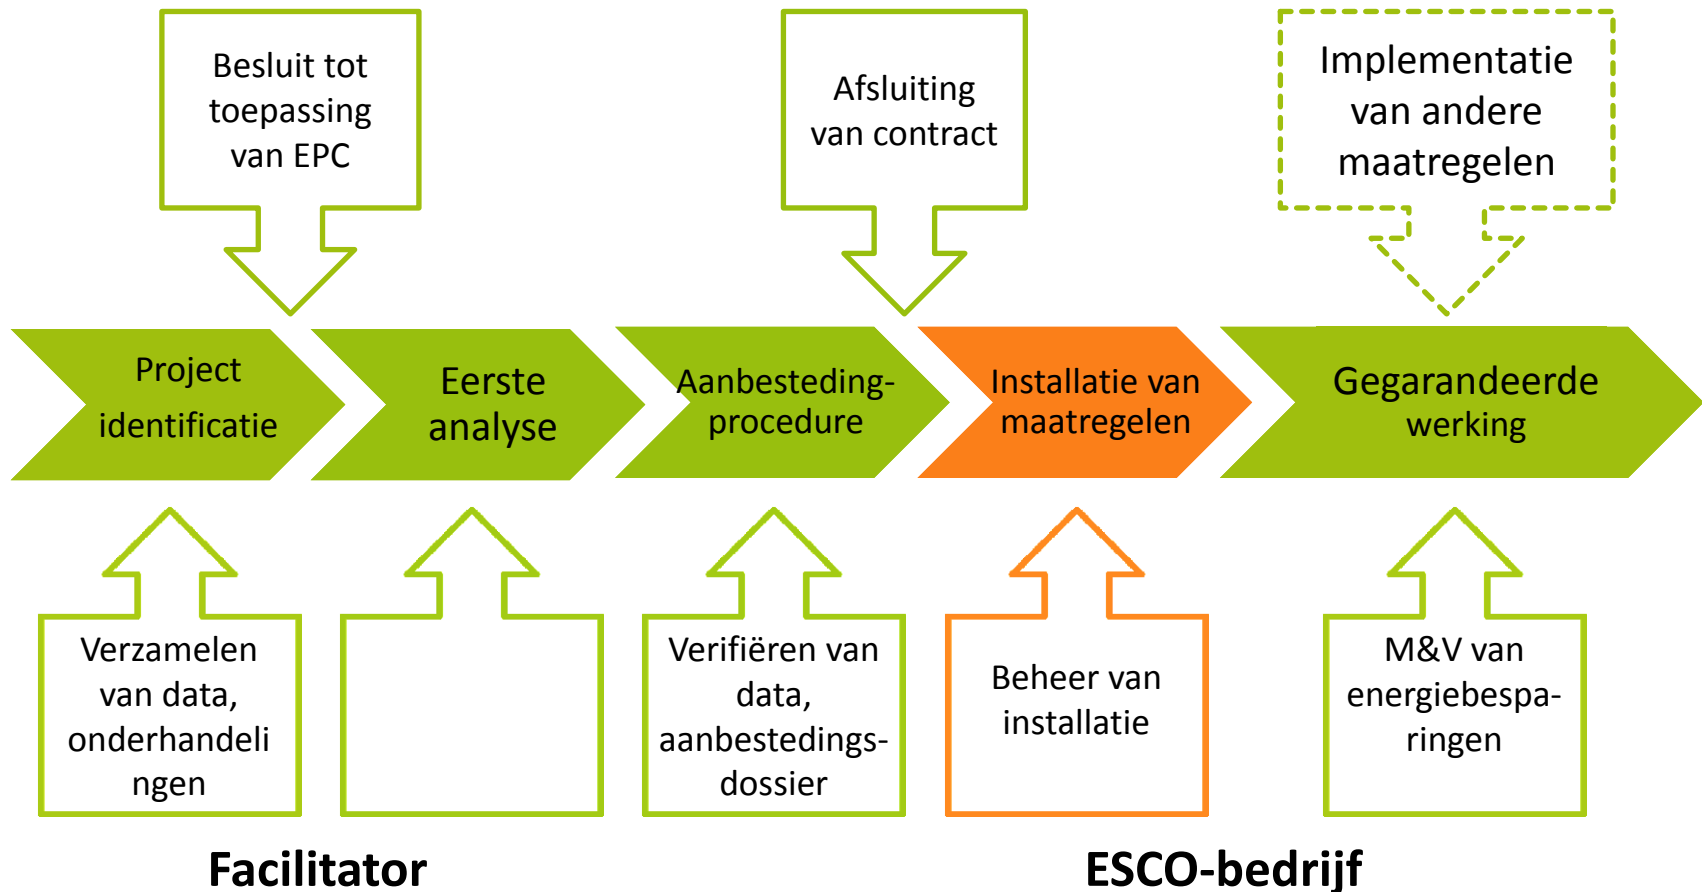 Besluit tot
toepassing
van EPC
Afsluiting
van contract
Implementatie
van andere
maatregelen
Project
identificatie
Eerste
analyse
Aanbesteding-
procedure
Installatie van
maatregelen
Gegarandeerde
werking
Verzamelen
van data,
onderhandeli
ngen
Verifiëren van
data,
aanbestedings-
dossier
Beheer van
installatie
M&V van
energiebespa-
ringen
Facilitator
ESCO-bedrijf